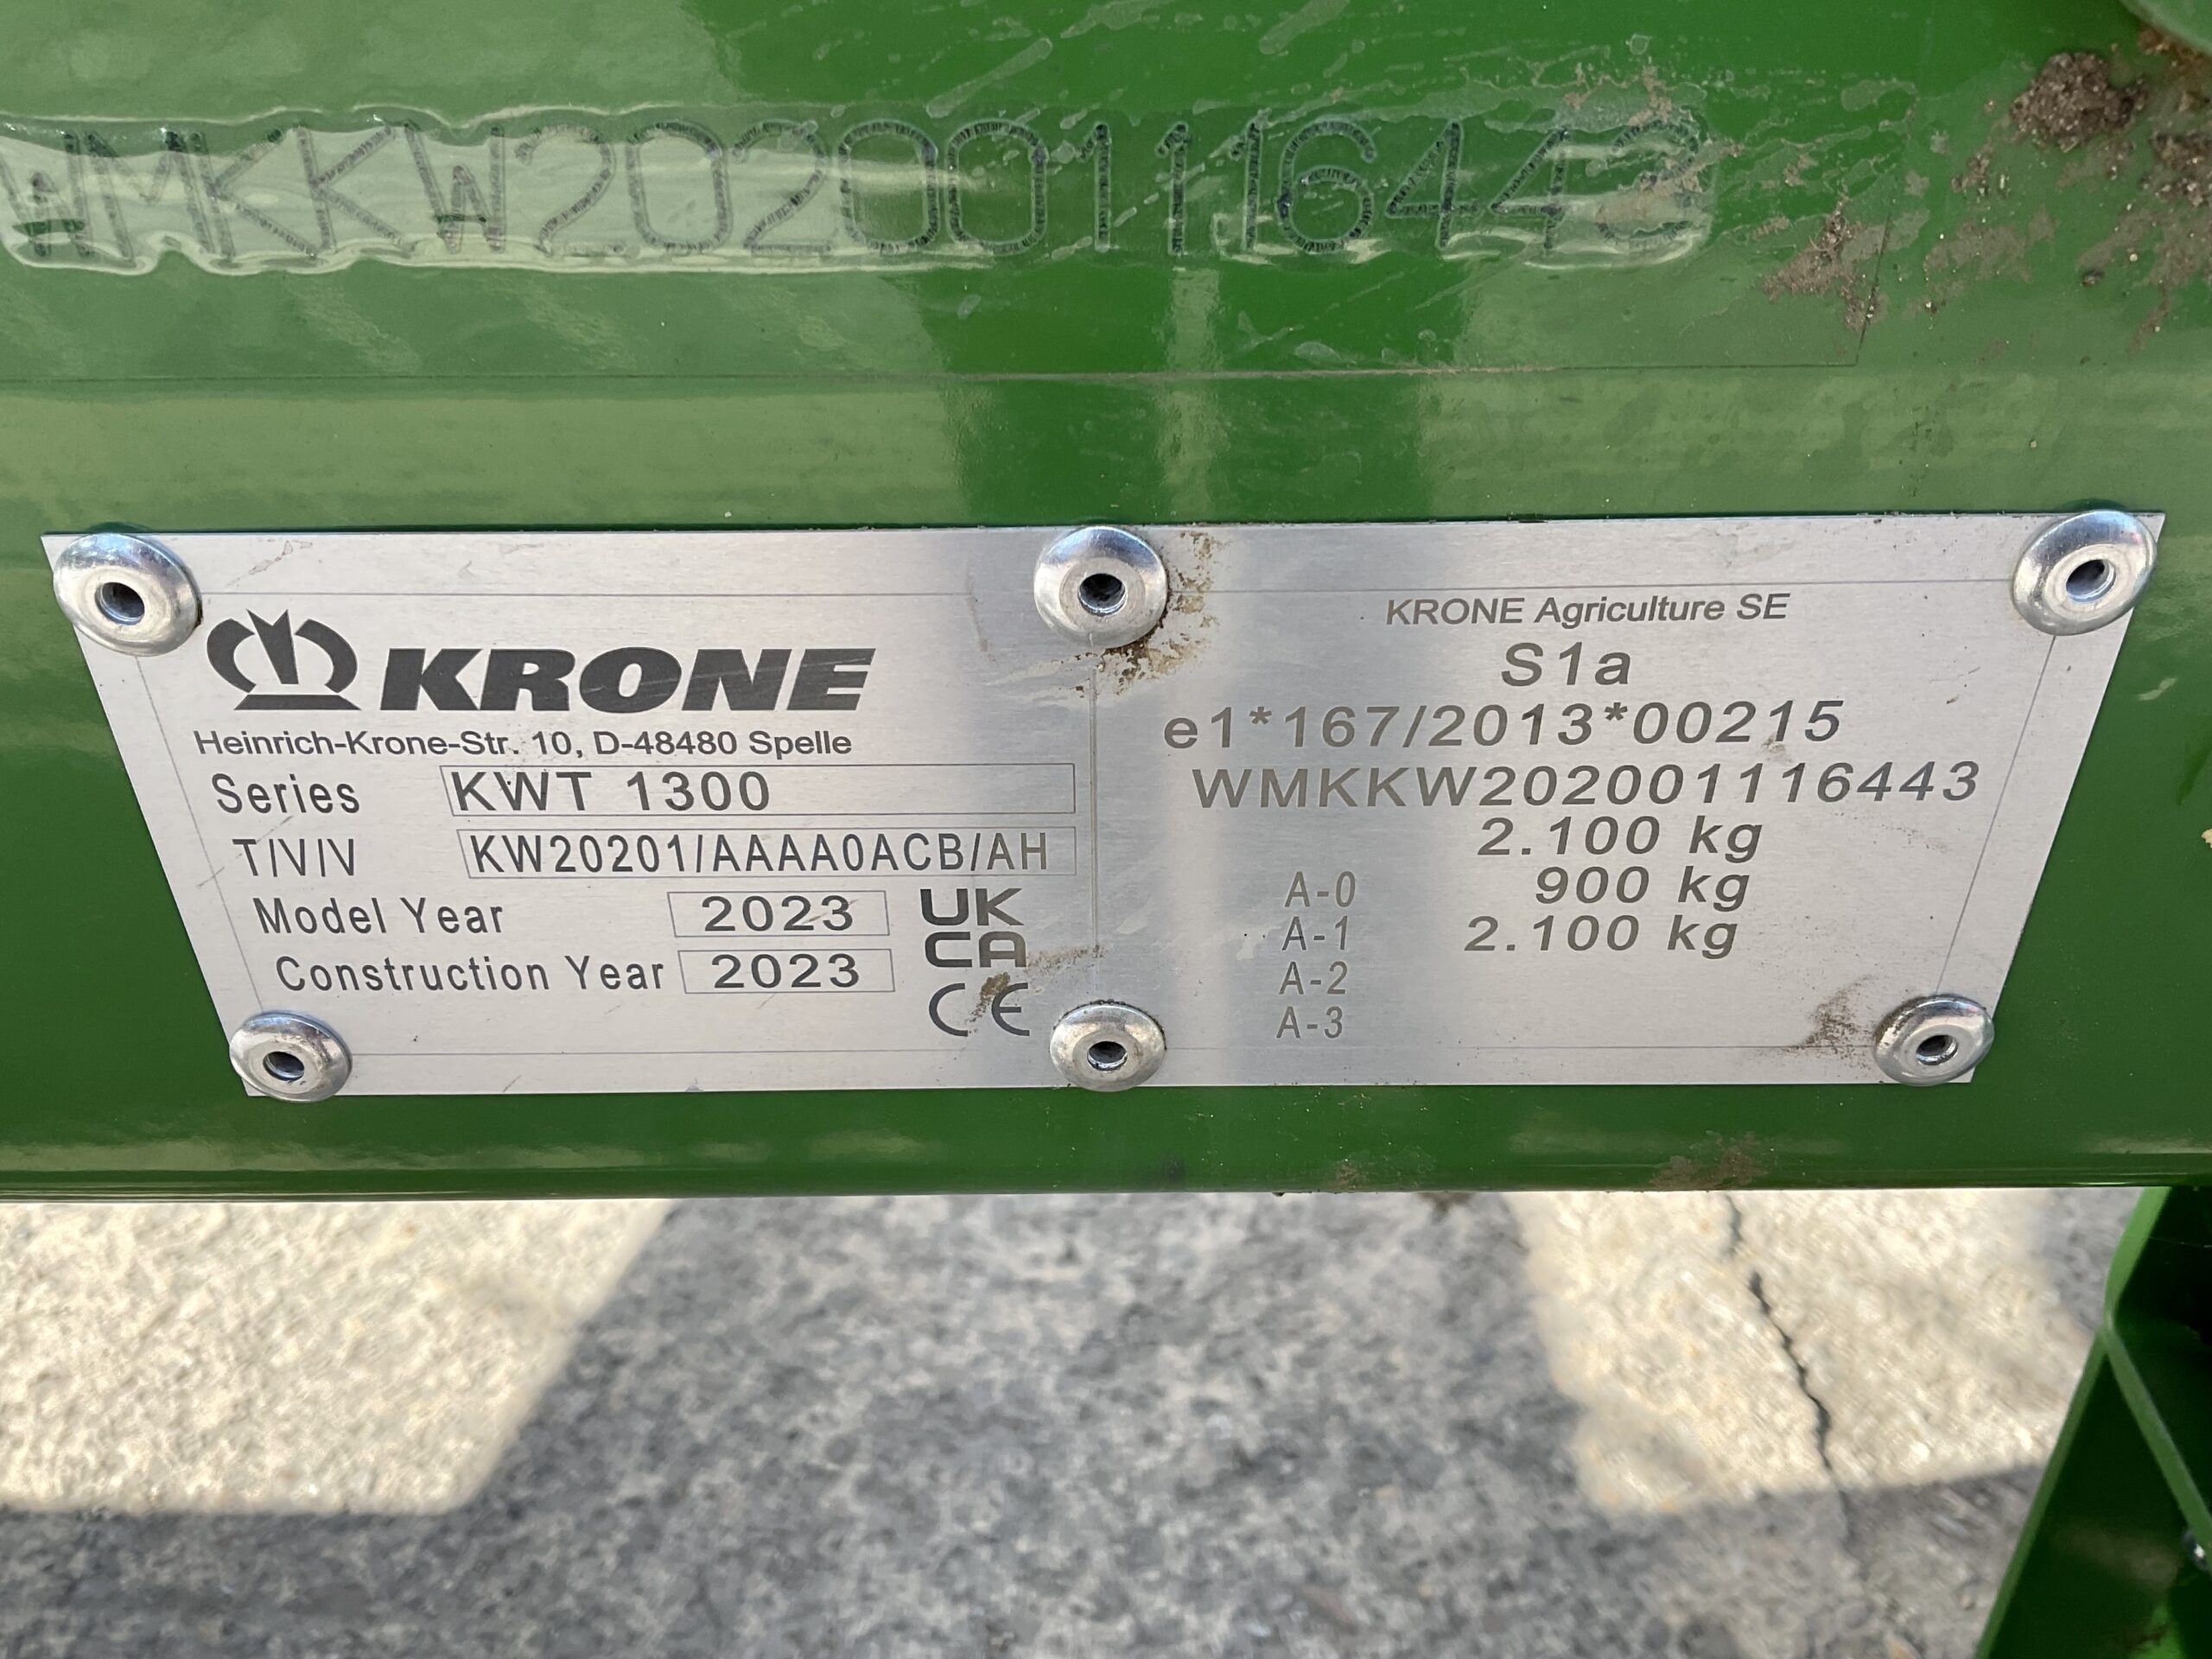 WMKKW202001116443
KRONE
Heinrich-Krone-Str. 10, D-48480 Spelle
Series KWT 1300
T/V/V KW20201/AAAA0ACB/AH
Model Year 2023
Construction Year 2023
UK
CA
CE
KRONE Agriculture SE
S1a
e1*167/2013*00215
WMKKW202001116443
2.100 kg
A-0 900 kg
A-1 2.100 kg
A-2
A-3